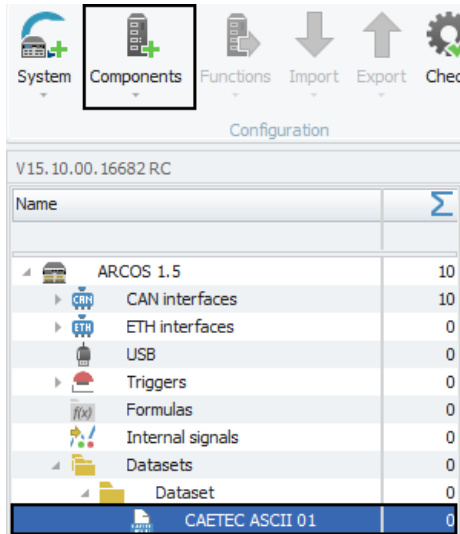 System Components Functions Import Export Chec
Configuration
V15.10.00.16682 RC
Name Σ
ARCOS 1.5 10
CAN CAN interfaces 10
ETH ETH interfaces 0
USB 0
Triggers 0
f(x) Formulas 0
Internal signals 0
Datasets 0
Dataset 0
CAETEC ASCII 01 0